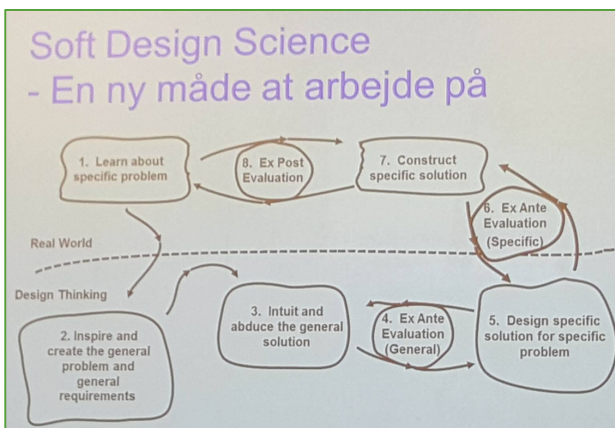 Soft Design Science
- En ny måde at arbejde på
1. Learn about
specific problem
8. Ex Post
Evaluation
7. Construct
specific solution
6. Ex Ante
Evaluation
(Specific)
Real World
Design Thinking
2. Inspire and
create the general
problem and
general
requirements
3. Intuit and
abduce the general
solution
4. Ex Ante
Evaluation
(General)
5. Design specific
solution for specific
problem